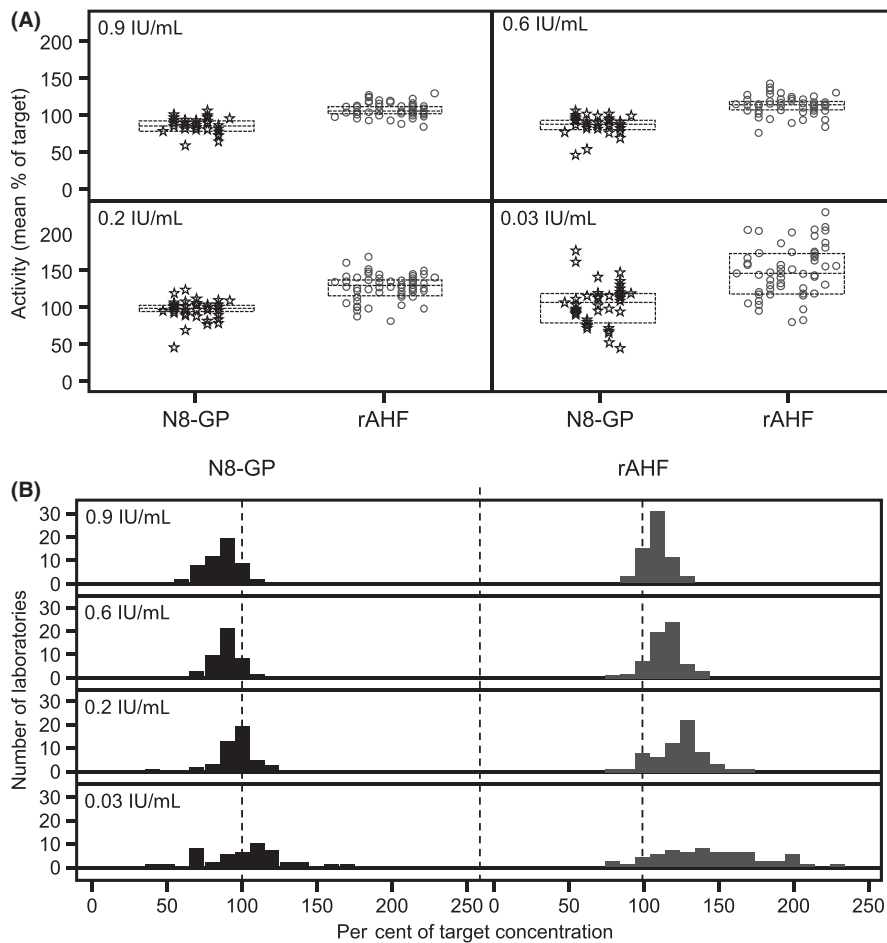 (A)
0.9 IU/mL
0.6 IU/mL
200
150
100
50
0
0.2 IU/mL
0.03 IU/mL
200
150
100
50
0
Activity (mean % of target)
N8-GP
rAHF
N8-GP
rAHF
N8-GP
rAHF
(B)
0.9 IU/mL
30
20
10
0
0.6 IU/mL
30
20
10
0
0.2 IU/mL
30
20
10
0
0.03 IU/mL
30
20
10
0
Number of laboratories
0 50 100 150 200 250 0 50 100 150 200 250
Per cent of target concentration